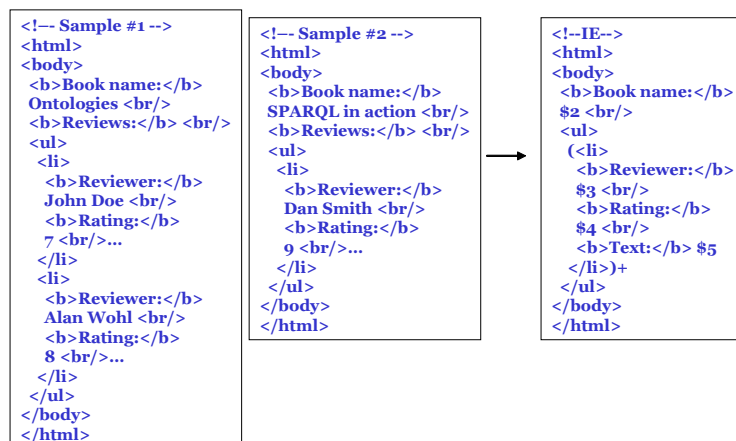 <!-- Sample #1 -->
<html>
<body>
<b>Book name:</b>
Ontologies <br/>
<b>Reviews:</b> <br/>
<ul>
<li>
<b>Reviewer:</b>
John Doe <br/>
<b>Rating:</b>
7 <br/>...
</li>
<li>
<b>Reviewer:</b>
Alan Wohl <br/>
<b>Rating:</b>
8 <br/>...
</li>
</ul>
</body>
</html>
<!-- Sample #2 -->
<html>
<body>
<b>Book name:</b>
SPARQL in action <br/>
<b>Reviews:</b> <br/>
<ul>
<li>
<b>Reviewer:</b>
Dan Smith <br/>
<b>Rating:</b>
9 <br/>...
</li>
</ul>
</body>
</html>
<!--IE-->
<html>
<body>
<b>Book name:</b>
$2 <br/>
<ul>
(<li>
<b>Reviewer:</b>
$3 <br/>
<b>Rating:</b>
$4 <br/>
<b>Text:</b> $5
</li>)+
</ul>
</body>
</html>